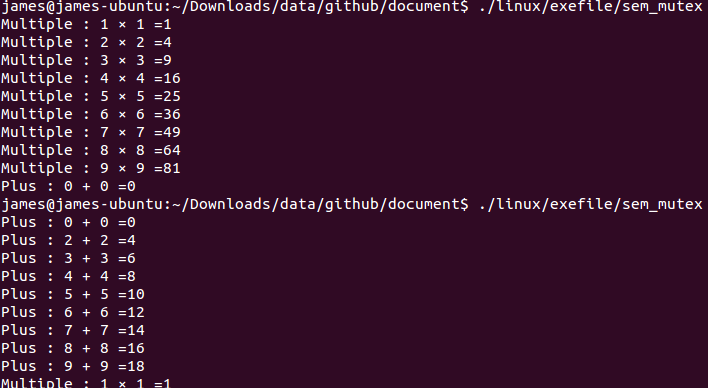 james@james-ubuntu:~/Downloads/data/github/document$ ./linux/exefile/sem_mutex
Multiple : 1 × 1 =1
Multiple : 2 × 2 =4
Multiple : 3 × 3 =9
Multiple : 4 × 4 =16
Multiple : 5 × 5 =25
Multiple : 6 × 6 =36
Multiple : 7 × 7 =49
Multiple : 8 × 8 =64
Multiple : 9 × 9 =81
Plus : 0 + 0 =0
james@james-ubuntu:~/Downloads/data/github/document$ ./linux/exefile/sem_mutex
Plus : 0 + 0 =0
Plus : 2 + 2 =4
Plus : 3 + 3 =6
Plus : 4 + 4 =8
Plus : 5 + 5 =10
Plus : 6 + 6 =12
Plus : 7 + 7 =14
Plus : 8 + 8 =16
Plus : 9 + 9 =18
Multiple : 1 × 1 =1